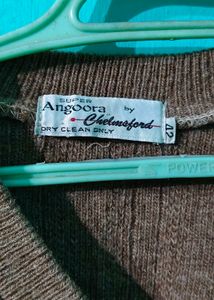 SUPER
Angoora by
Chelmsford
DRY CLEAN ONLY
42
POWER